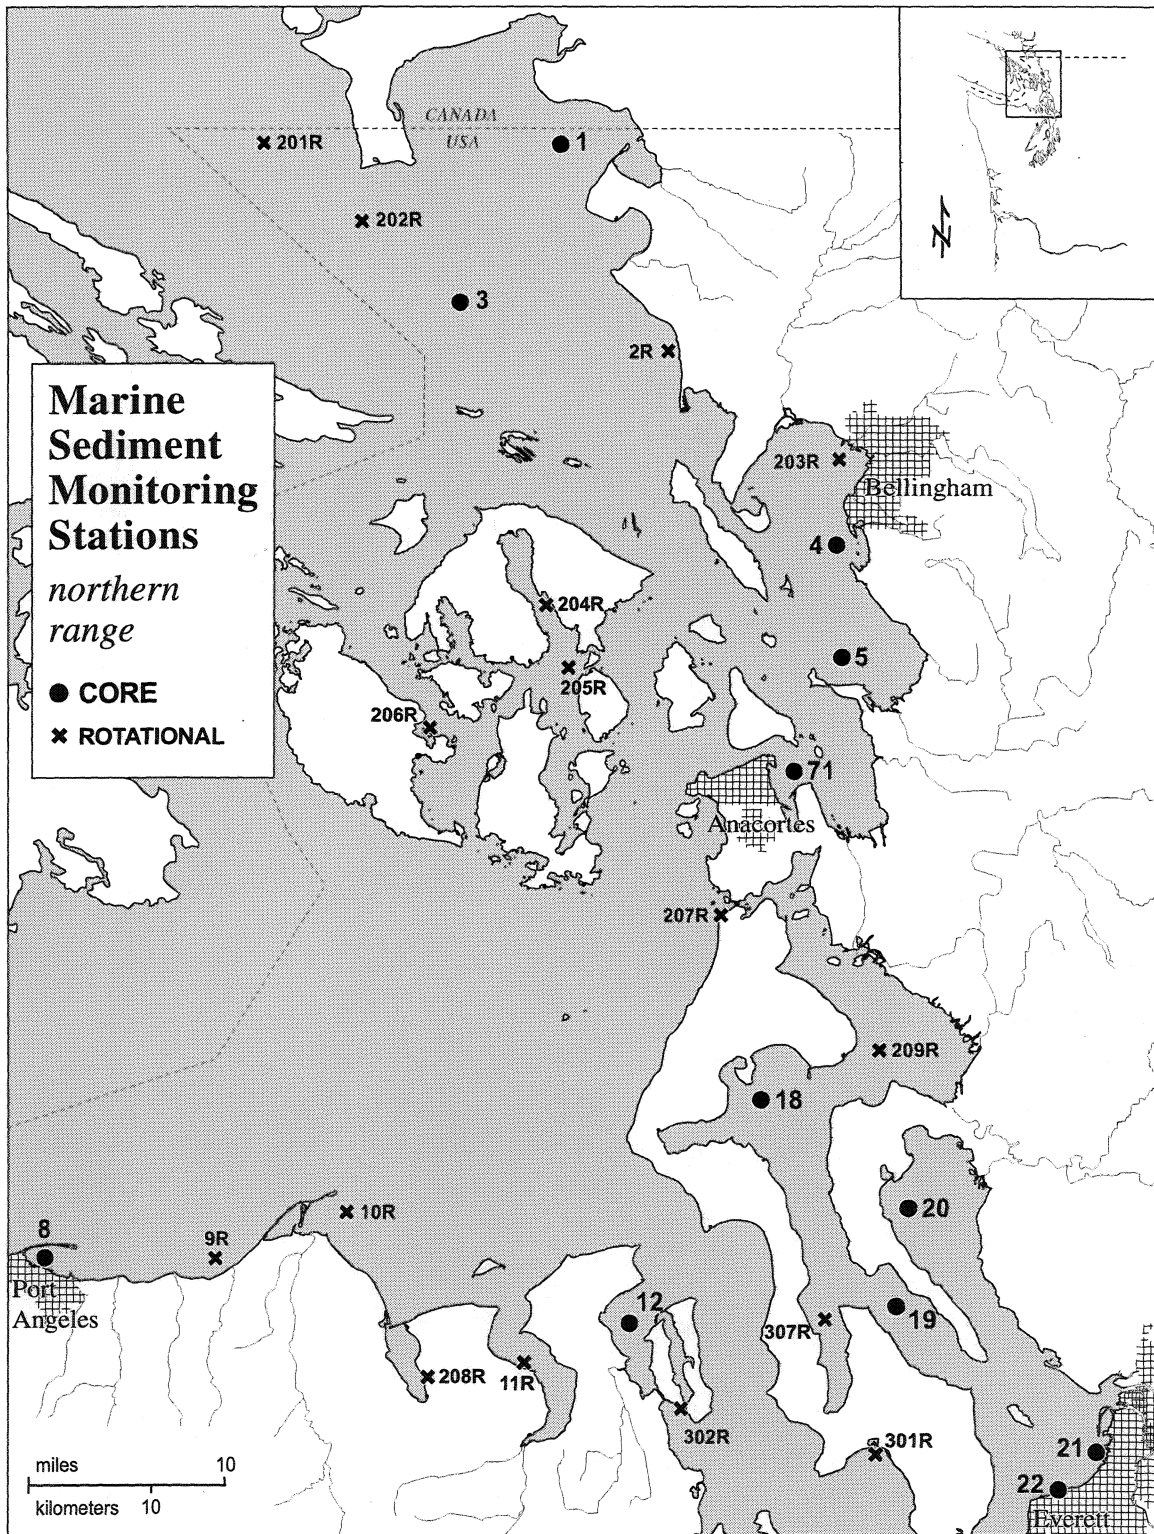 CANADA
USA
1
201R
202R
3
2R
Marine
Sediment
Monitoring
Stations
northern
range
CORE
ROTATIONAL
203R
Bellingham
4
204R
5
205R
206R
71
Anacortes
207R
209R
18
20
10R
8
9R
Port
Angeles
12
19
307R
208R
11R
302R
301R
21
22
Everett
miles
10
kilometers
10
N